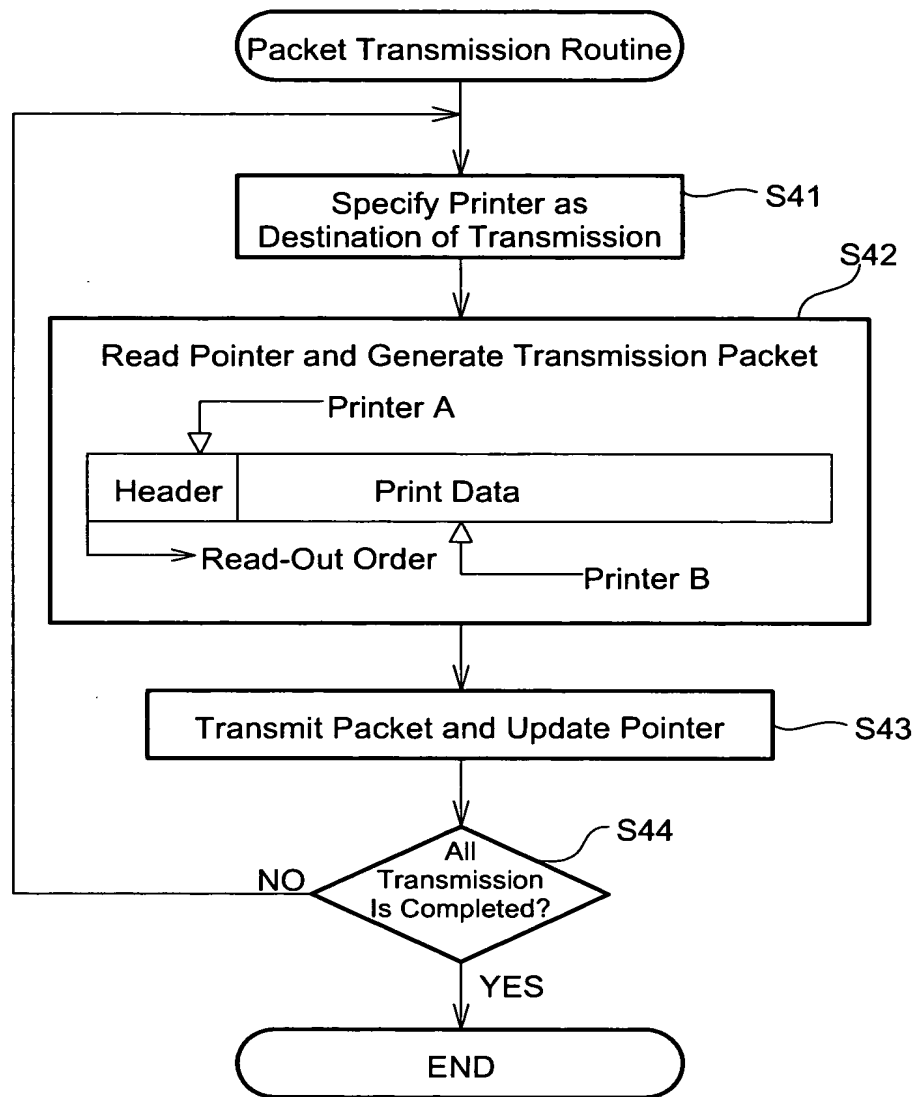 Packet Transmission Routine
Specify Printer as
Destination of Transmission
S41
S42
Read Pointer and Generate Transmission Packet
Printer A
Header
Print Data
Read-Out Order
Printer B
Transmit Packet and Update Pointer
S43
S44
All
Transmission
Is Completed?
NO
YES
END